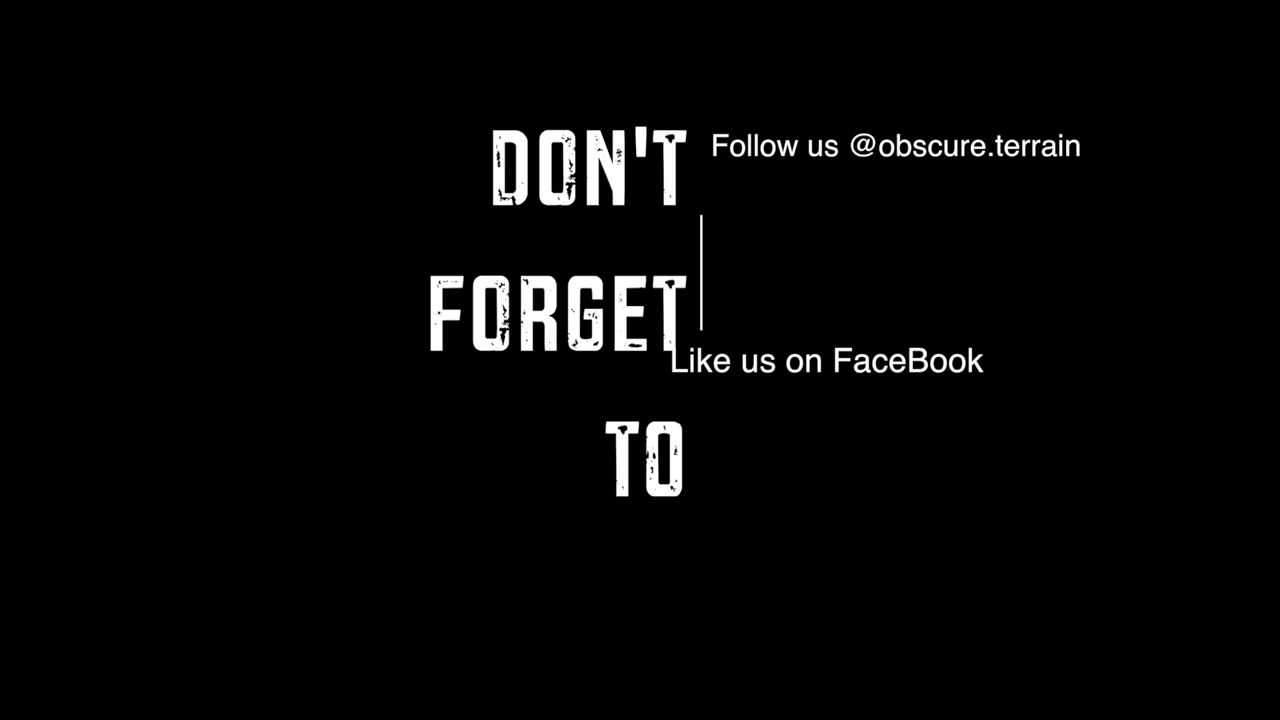 DON'T
FORGET
TO
Follow us @obscure.terrain
Like us on FaceBook